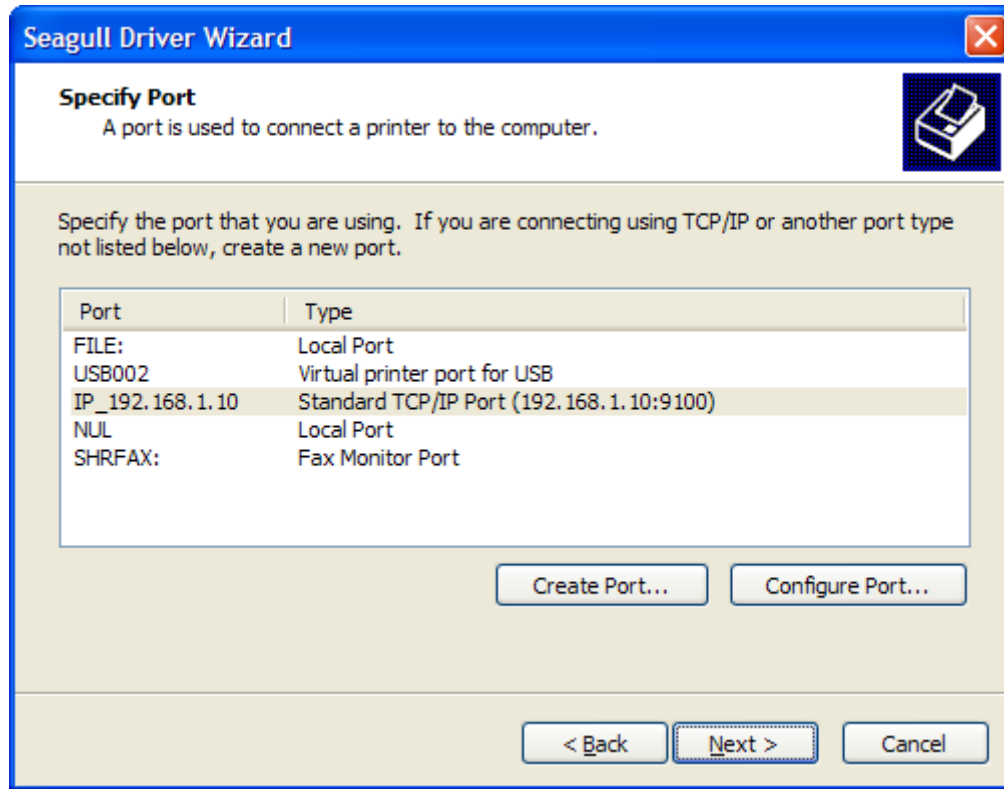 Seagull Driver Wizard
Specify Port
A port is used to connect a printer to the computer.
Specify the port that you are using. If you are connecting using TCP/IP or another port type
not listed below, create a new port.
Port Type
FILE: Local Port
USB002 Virtual printer port for USB
IP_192.168.1.10 Standard TCP/IP Port (192.168.1.10:9100)
NUL Local Port
SHRFAX: Fax Monitor Port
Create Port... Configure Port...
< Back Next > Cancel